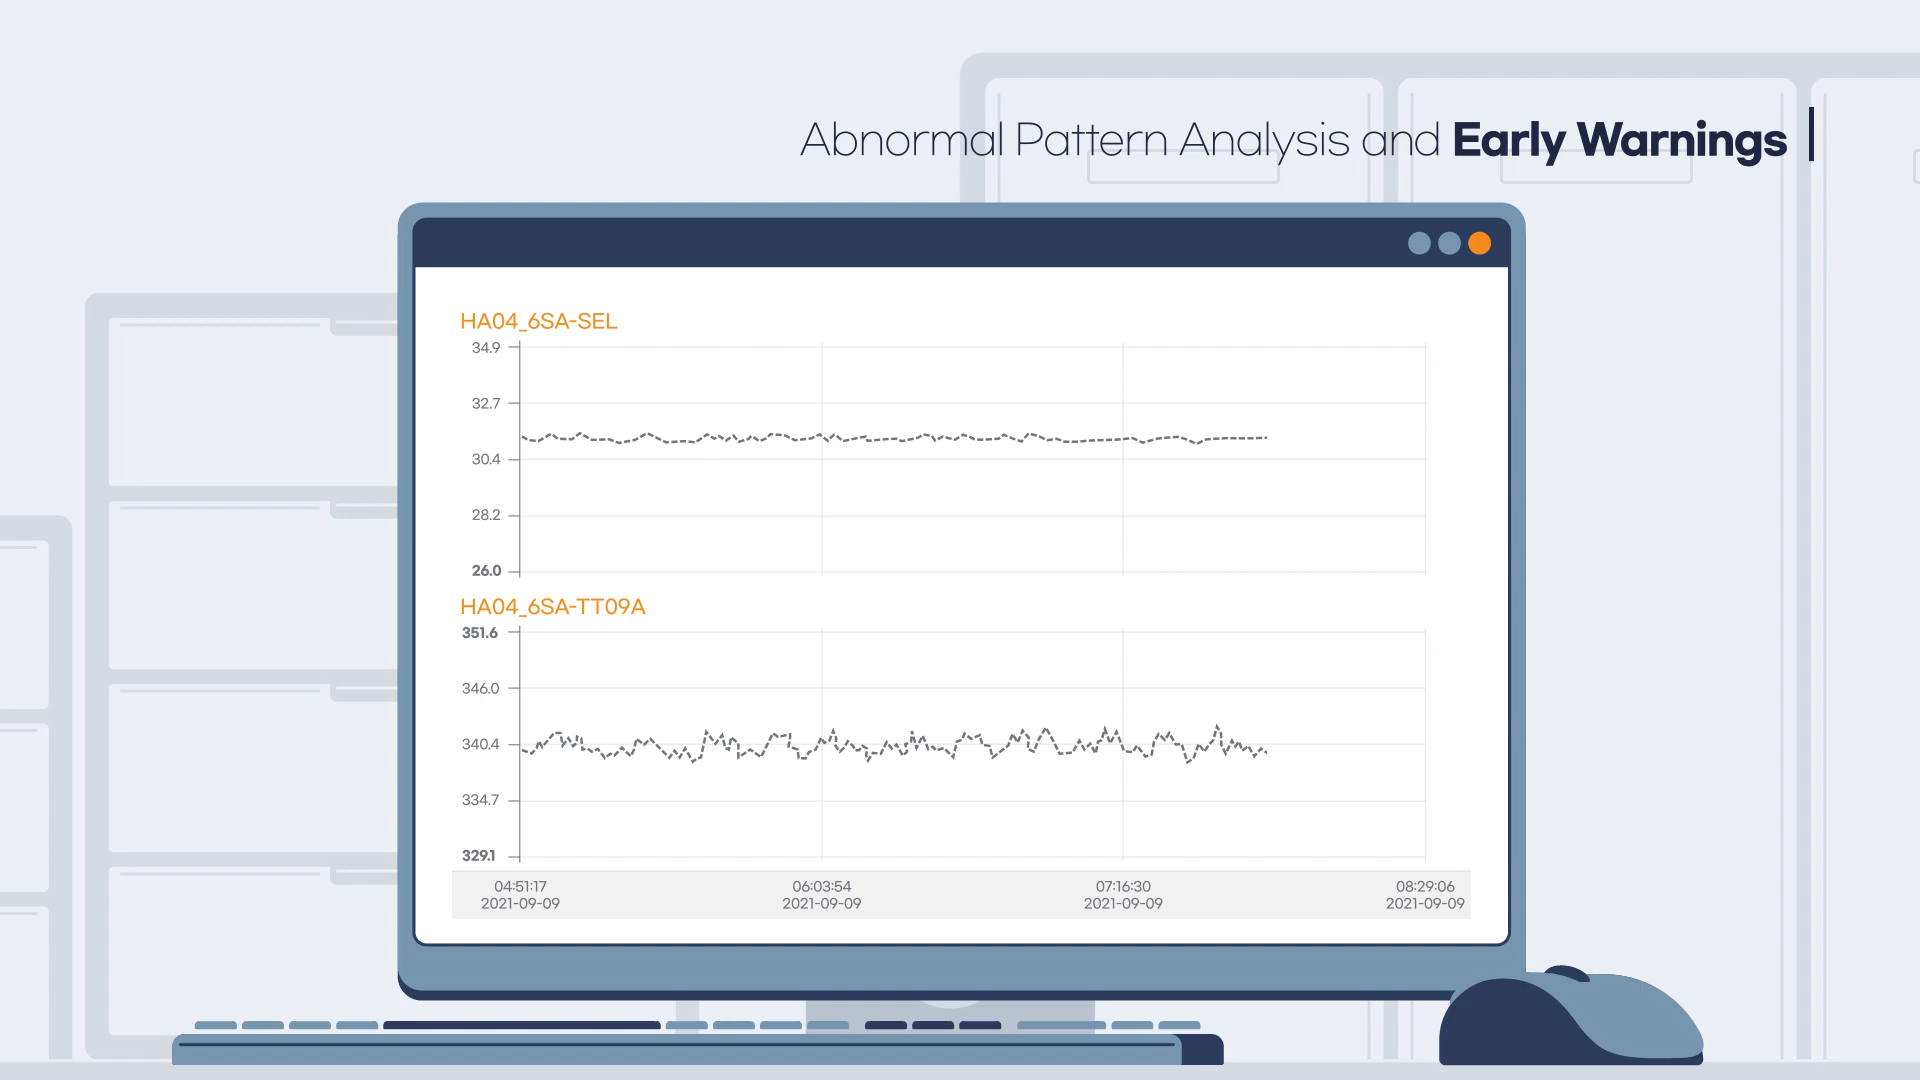 Abnormal Pattern Analysis and Early Warnings
HA04_6SA-SEL
34.9
32.7
30.4
28.2
26.0
HA04_6SA-TT09A
351.6
346.0
340.4
334.7
329.1
04:51:17 06:03:54 07:16:30 08:29:06
2021-09-09 2021-09-09 2021-09-09 2021-09-09